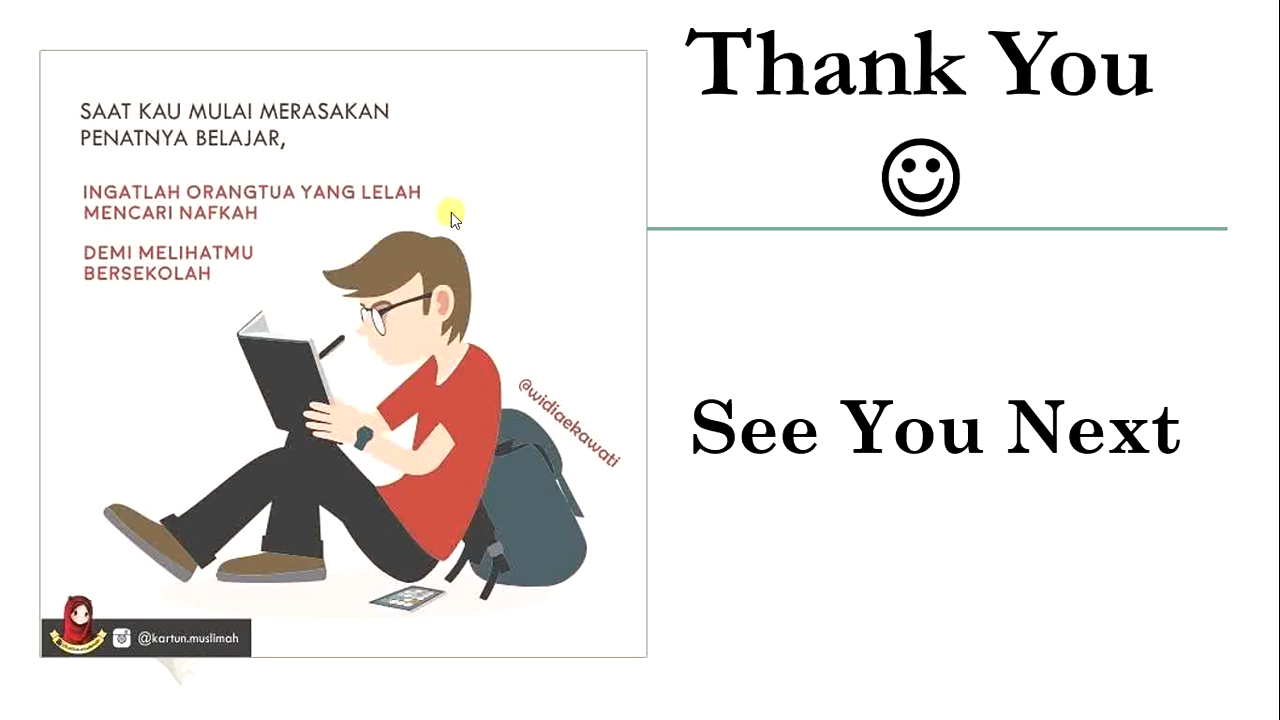 SAAT KAU MULAI MERASAKAN
PENATNYA BELAJAR,
INGATLAH ORANGTUA YANG LELAH
MENCARI NAFKAH
DEMI MELIHATMU
BERSEKOLAH
@widiaekawati
@kartun.muslimah
Thank You
See You Next